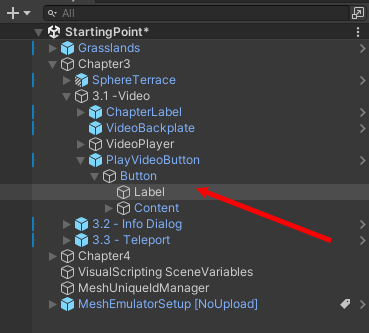 All
StartingPoint*
Grasslands
Chapter3
SphereTerrace
3.1 -Video
ChapterLabel
VideoBackplate
VideoPlayer
PlayVideoButton
Button
Label
Content
3.2 - Info Dialog
3.3 - Teleport
Chapter4
VisualScripting SceneVariables
MeshUniqueIdManager
MeshEmulatorSetup [NoUpload]